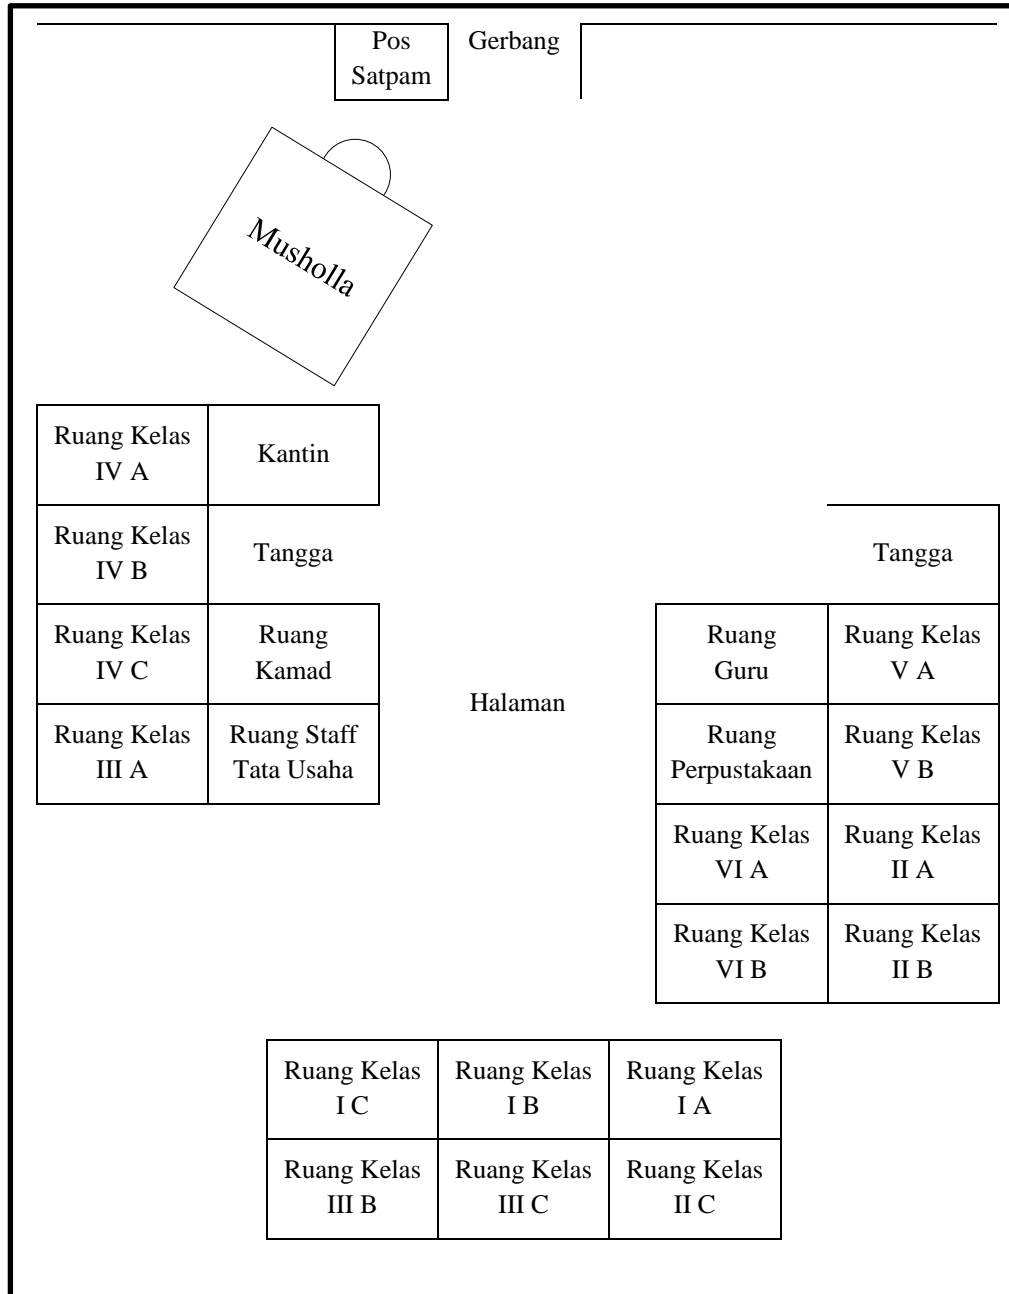 Pos
Satpam
Gerbang
Musholla
Ruang Kelas
IV A
Kantin
Ruang Kelas
IV B
Tangga
Tangga
Ruang Kelas
IV C
Ruang
Kamad
Ruang
Guru
Ruang Kelas
V A
Halaman
Ruang Kelas
III A
Ruang Staff
Tata Usaha
Ruang
Perpustakaan
Ruang Kelas
V B
Ruang Kelas
VI A
Ruang Kelas
II A
Ruang Kelas
VI B
Ruang Kelas
II B
Ruang Kelas
I C
Ruang Kelas
I B
Ruang Kelas
I A
Ruang Kelas
III B
Ruang Kelas
III C
Ruang Kelas
II C